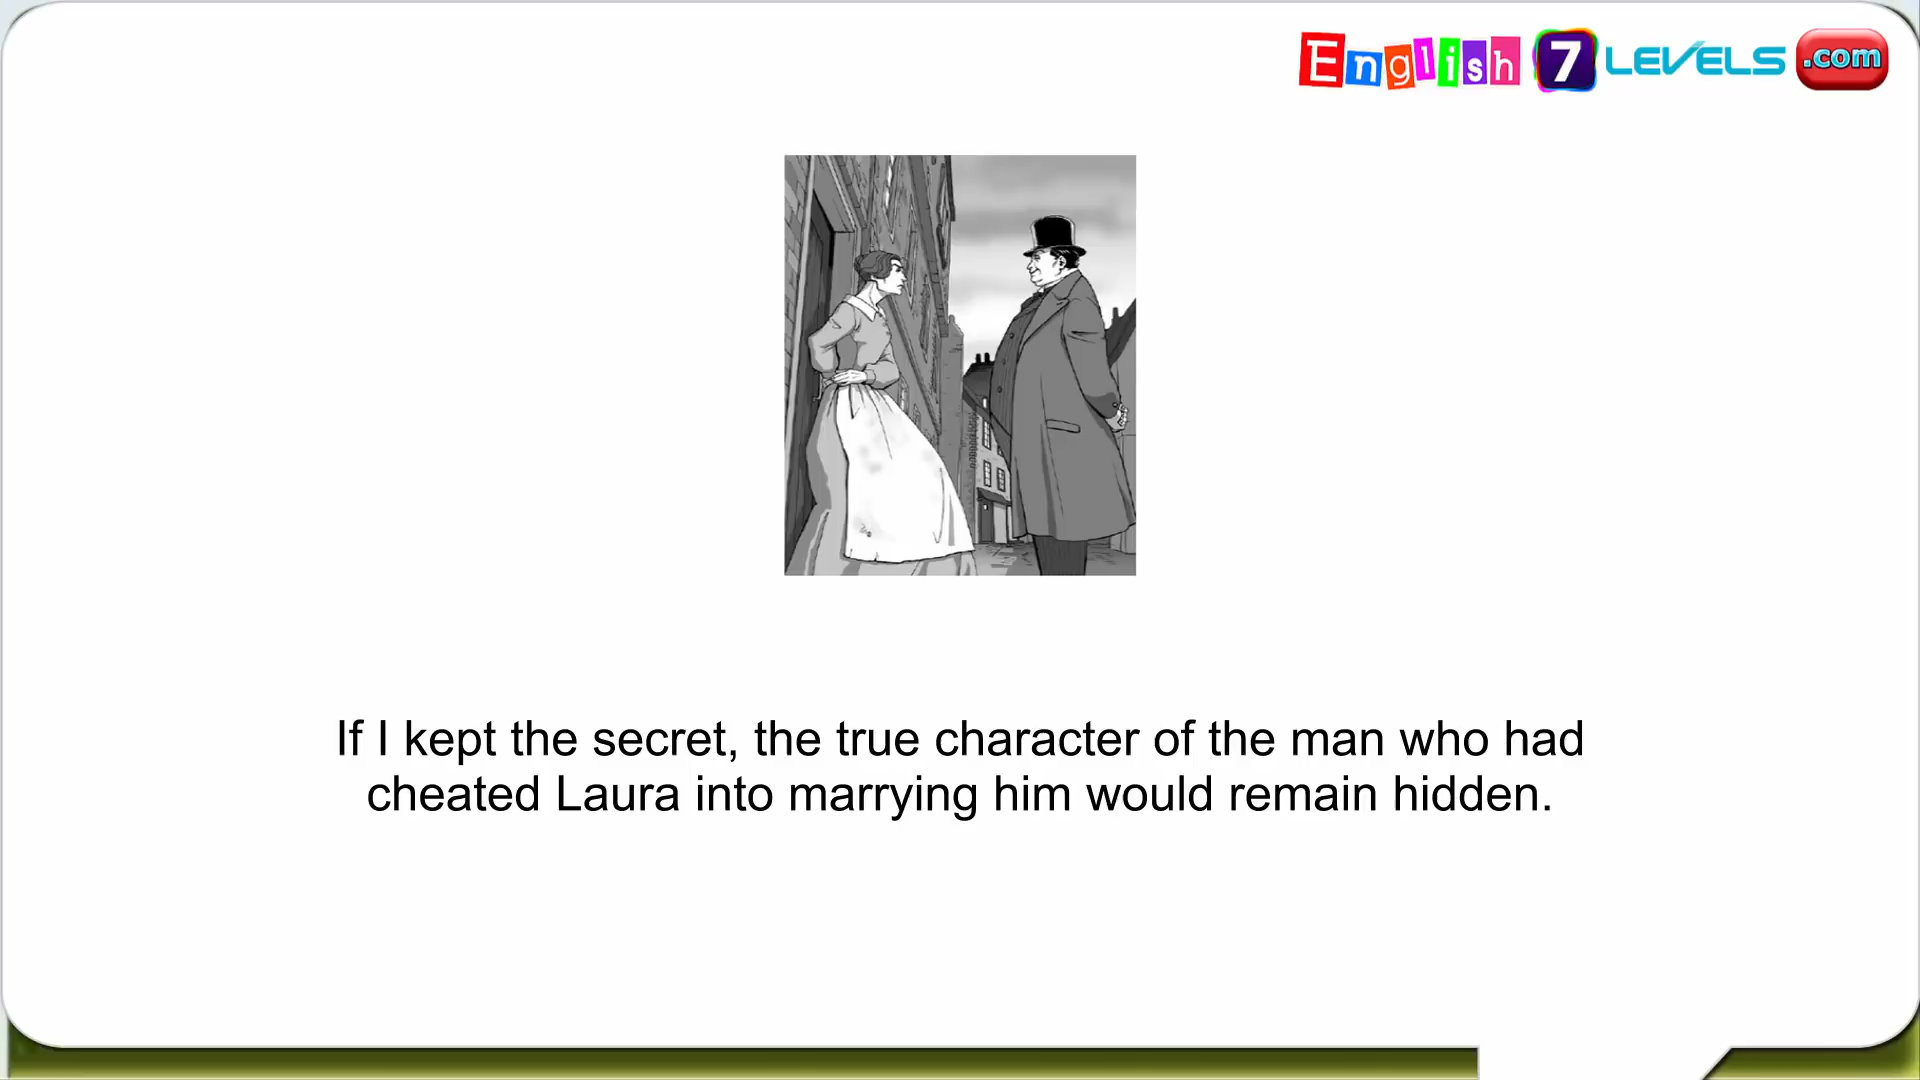 English 7 LEVELS .com
If I kept the secret, the true character of the man who had
cheated Laura into marrying him would remain hidden.